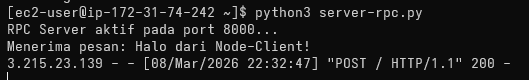 [ec2-user@ip-172-31-74-242 ~]$ python3 server-rpc.py
RPC Server aktif pada port 8000...
Menerima pesan: Halo dari Node-Client!
3.215.23.139 - - [08/Mar/2026 22:32:47] "POST / HTTP/1.1" 200 -